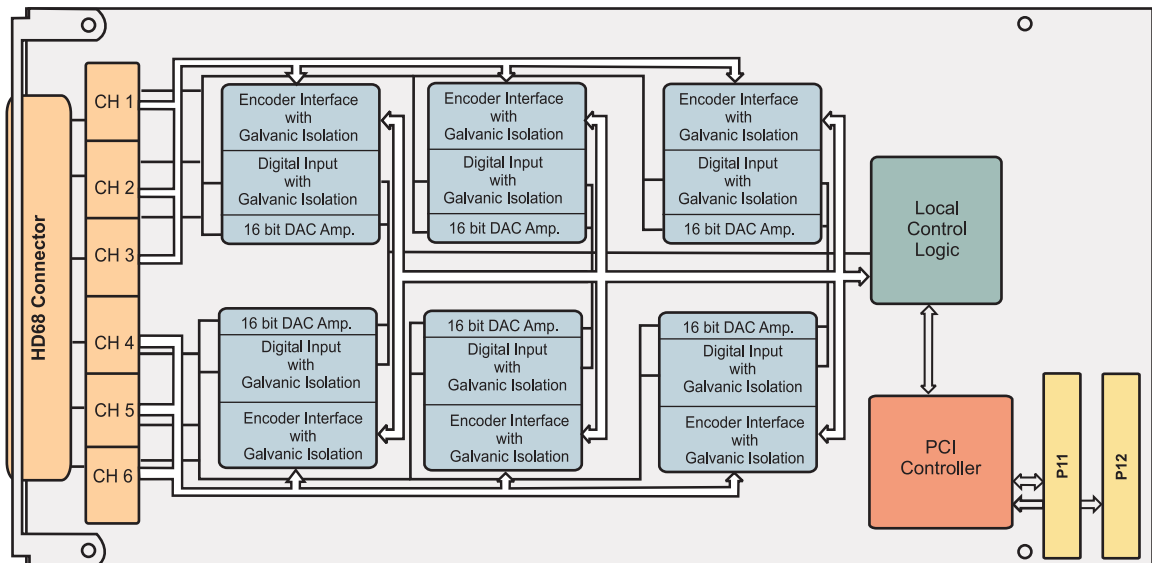 HD68 Connector
CH 1
CH 2
CH 3
CH 4
CH 5
CH 6
Encoder Interface
with
Galvanic Isolation
Digital Input
with
Galvanic Isolation
16 bit DAC Amp.
Encoder Interface
with
Galvanic Isolation
Digital Input
with
Galvanic Isolation
16 bit DAC Amp.
Encoder Interface
with
Galvanic Isolation
Digital Input
with
Galvanic Isolation
16 bit DAC Amp.
16 bit DAC Amp.
Digital Input
with
Galvanic Isolation
Encoder Interface
with
Galvanic Isolation
16 bit DAC Amp.
Digital Input
with
Galvanic Isolation
Encoder Interface
with
Galvanic Isolation
16 bit DAC Amp.
Digital Input
with
Galvanic Isolation
Encoder Interface
with
Galvanic Isolation
Local
Control
Logic
PCI
Controller
P11
P12